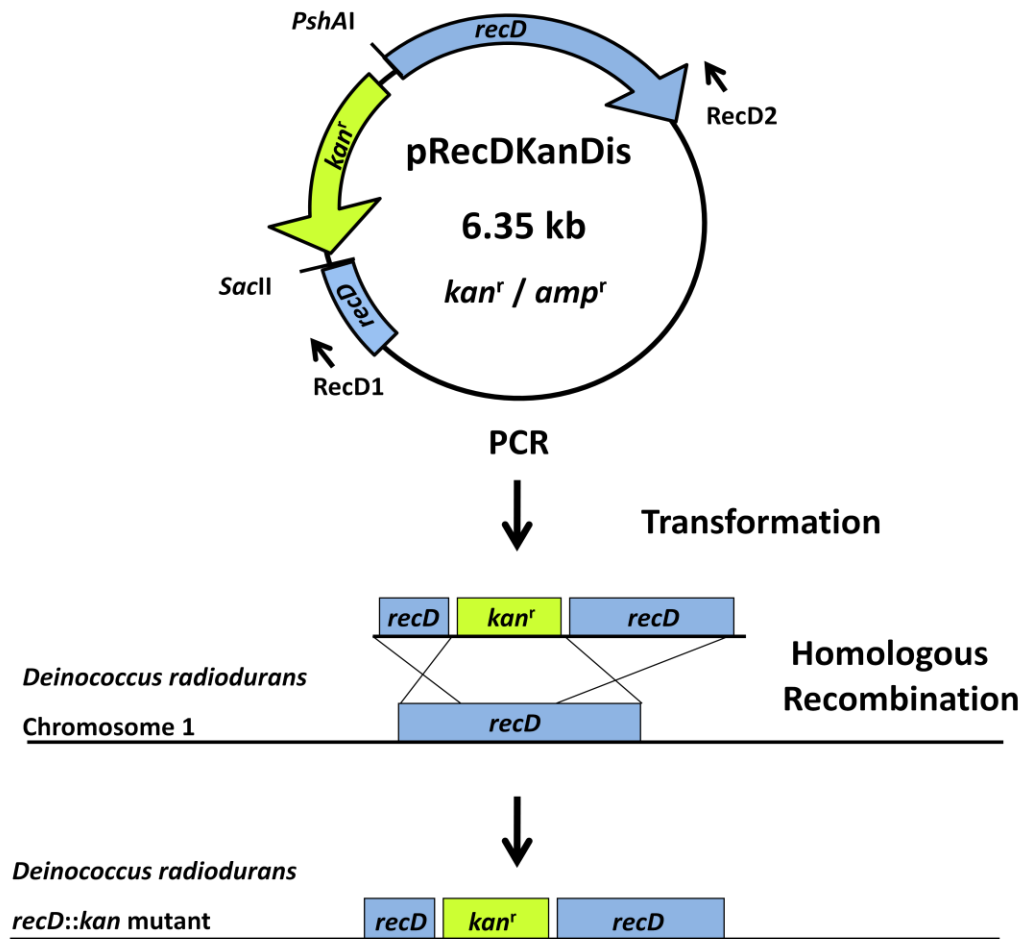 PshAI
recD
RecD2
kanʳ
pRecDKanDis
6.35 kb
kanʳ / ampʳ
SacII
recD
RecD1
PCR
Transformation
recD kanʳ recD
Homologous
Recombination
Deinococcus radiodurans
Chromosome 1
recD
Deinococcus radiodurans
recD::kan mutant
recD kanʳ recD